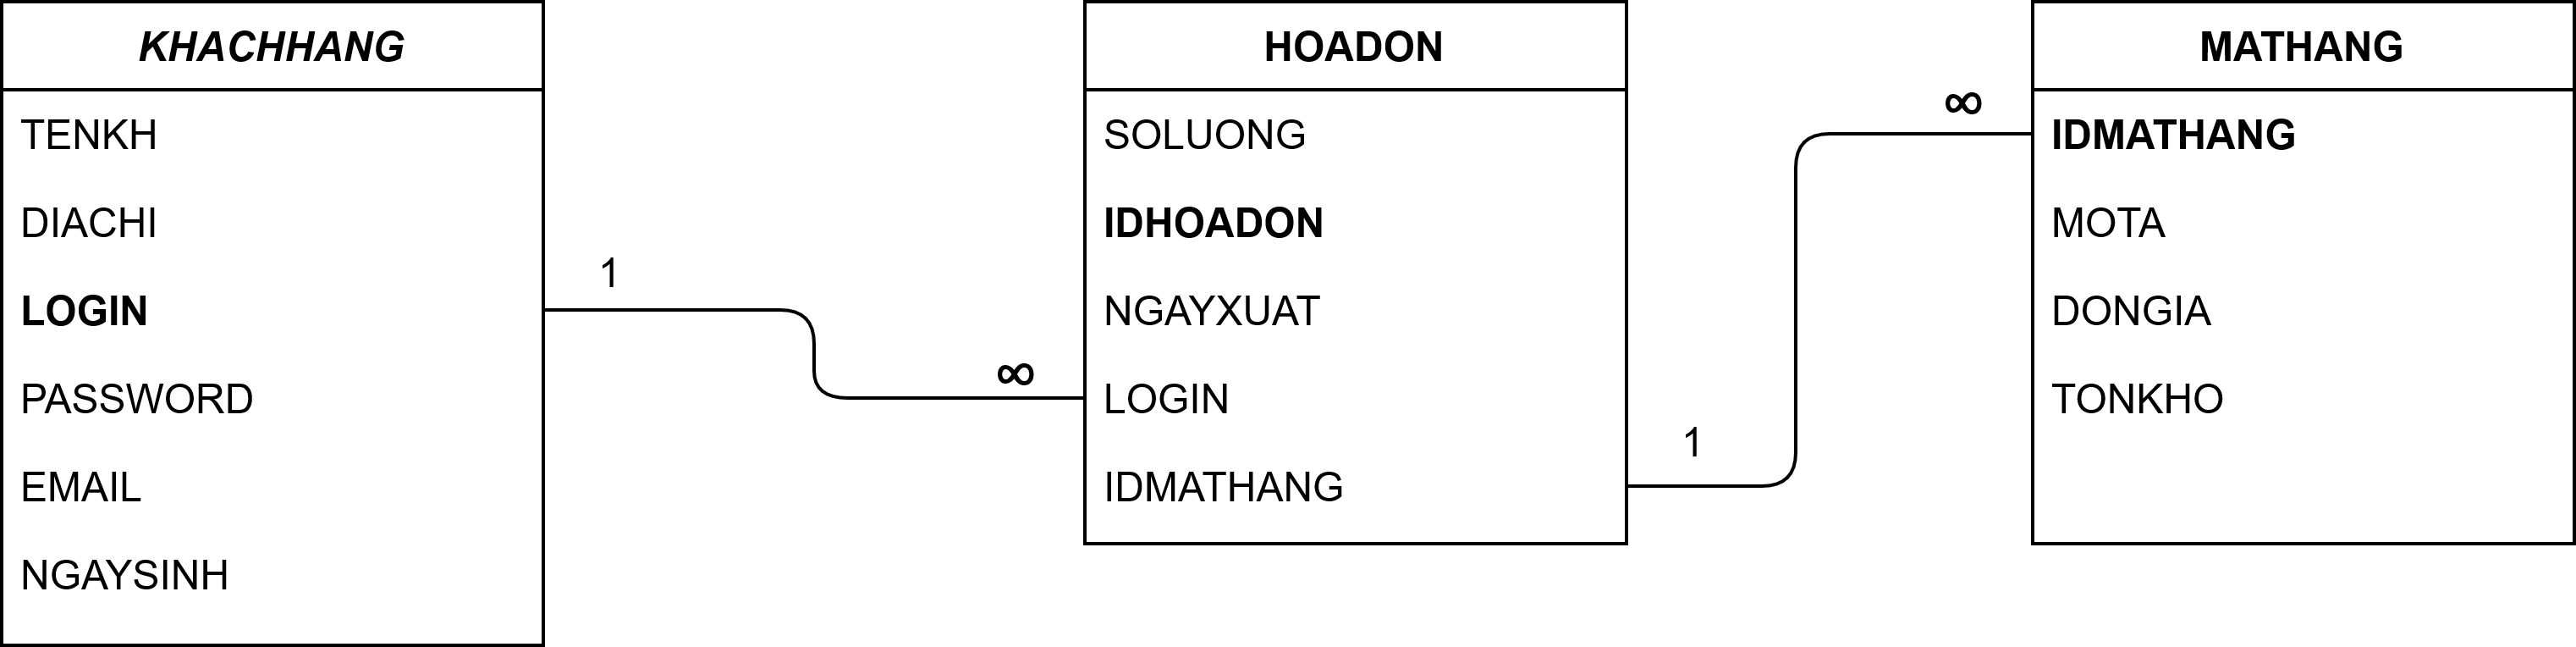 KHACHHANG
TENKH
DIACHI
LOGIN
PASSWORD
EMAIL
NGAYSINH
1
∞
HOADON
SOLUONG
IDHOADON
NGAYXUAT
LOGIN
IDMATHANG
1
∞
MATHANG
IDMATHANG
MOTA
DONGIA
TONKHO